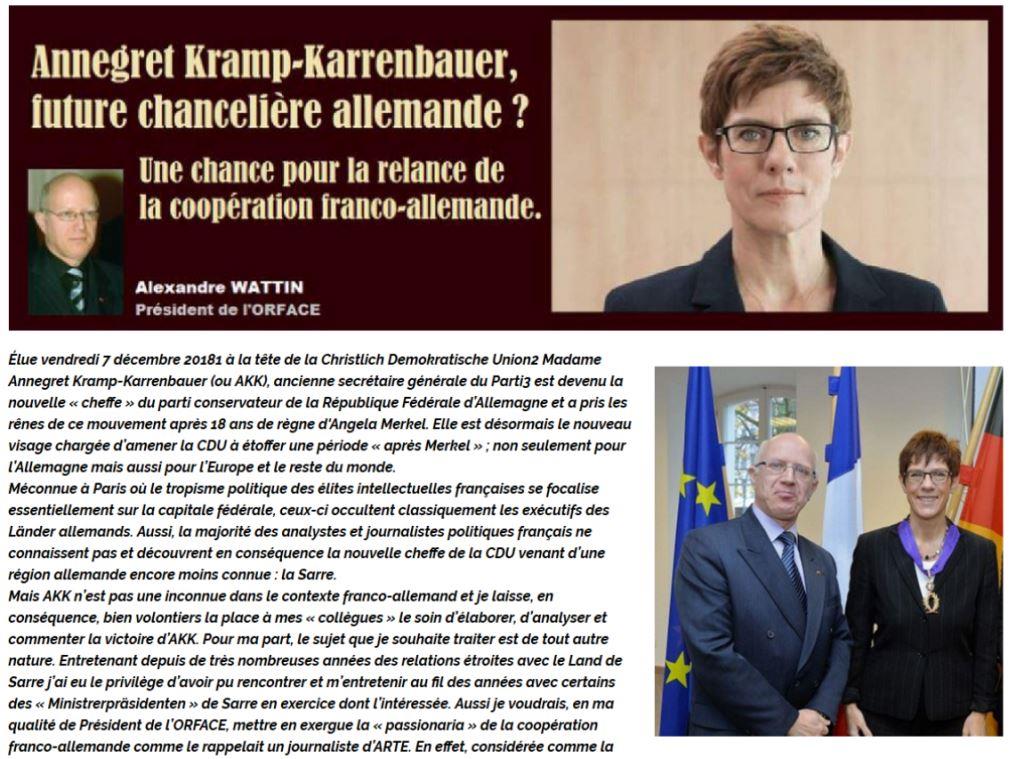 Annegret Kramp-Karrenbauer,
future chancelière allemande ?
Une chance pour la relance de
la coopération franco-allemande.
Alexandre WATTIN
Président de l'ORFACE
Élue vendredi 7 décembre 20181 à la tête de la Christlich Demokratische Union2 Madame
Annegret Kramp-Karrenbauer (ou AKK), ancienne secrétaire générale du Parti3 est devenu la
nouvelle « cheffe » du parti conservateur de la République Fédérale d'Allemagne et a pris les
rênes de ce mouvement après 18 ans de règne d'Angela Merkel. Elle est désormais le nouveau
visage chargée d'amener la CDU à étoffer une période « après Merkel » ; non seulement pour
l'Allemagne mais aussi pour l'Europe et le reste du monde.
Méconnue à Paris où le tropisme politique des élites intellectuelles françaises se focalise
essentiellement sur la capitale fédérale, ceux-ci occultent classiquement les exécutifs des
Länder allemands. Aussi, la majorité des analystes et journalistes politiques français ne
connaissent pas et découvrent en conséquence la nouvelle cheffe de la CDU venant d'une
région allemande encore moins connue : la Sarre.
Mais AKK n'est pas une inconnue dans le contexte franco-allemand et je laisse, en
conséquence, bien volontiers la place à mes « collègues » le soin d'élaborer, d'analyser et
commenter la victoire d'AKK. Pour ma part, le sujet que je souhaite traiter est de tout autre
nature. Entretenant depuis de très nombreuses années des relations étroites avec le Land de
Sarre j'ai eu le privilège d'avoir pu rencontrer et m'entretenir au fil des années avec certains
des « Ministrerpräsidenten » de Sarre en exercice dont l'intéressée. Aussi je voudrais, en ma
qualité de Président de l'ORFACE, mettre en exergue la « passionaria » de la coopération
franco-allemande comme le rappelait un journaliste d'ARTE. En effet, considérée comme la